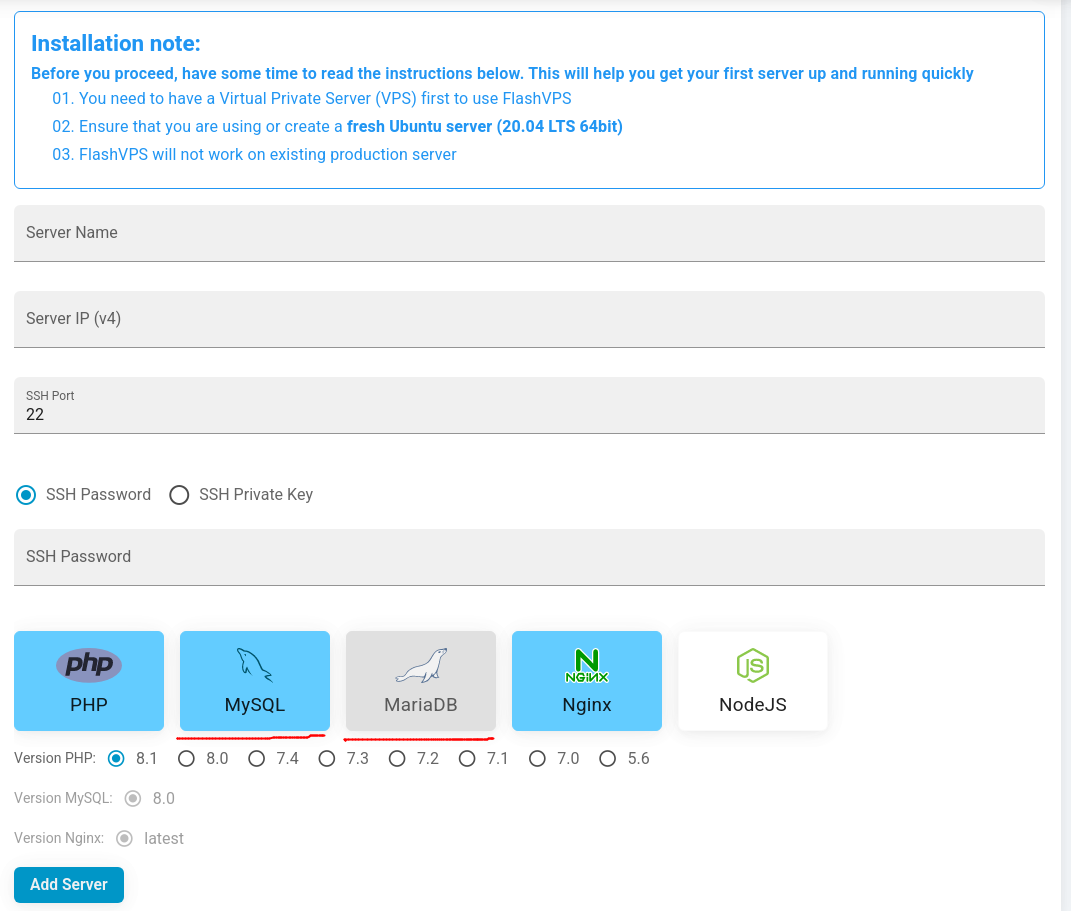 Installation note:
Before you proceed, have some time to read the instructions below. This will help you get your first server up and running quickly
01. You need to have a Virtual Private Server (VPS) first to use FlashVPS
02. Ensure that you are using or create a fresh Ubuntu server (20.04 LTS 64bit)
03. FlashVPS will not work on existing production server
Server Name
Server IP (v4)
SSH Port
22
SSH Password SSH Private Key
SSH Password
php NGiNX JS
PHP MySQL MariaDB Nginx NodeJS
Version PHP: 8.1 8.0 7.4 7.3 7.2 7.1 7.0 5.6
Version MySQL: 8.0
Version Nginx: latest
Add Server